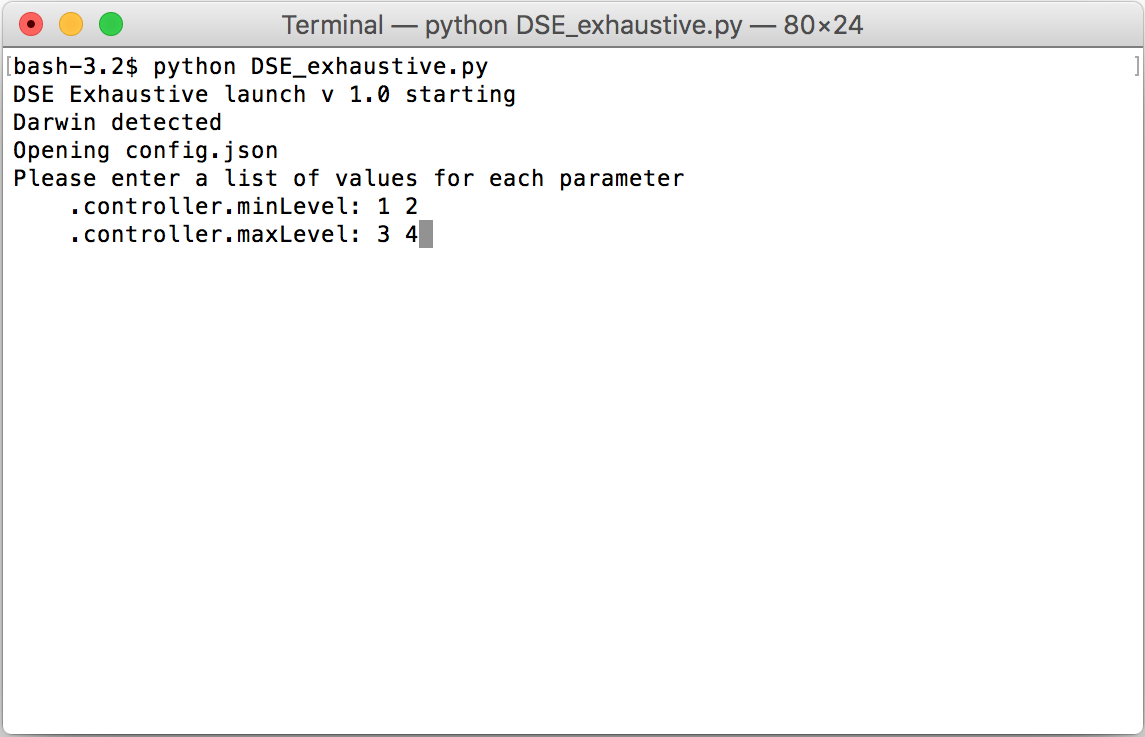 Terminal — python DSE_exhaustive.py — 80×24
[bash-3.2$ python DSE_exhaustive.py ]
DSE Exhaustive launch v 1.0 starting
Darwin detected
Opening config.json
Please enter a list of values for each parameter
    .controller.minLevel: 1 2
    .controller.maxLevel: 3 4